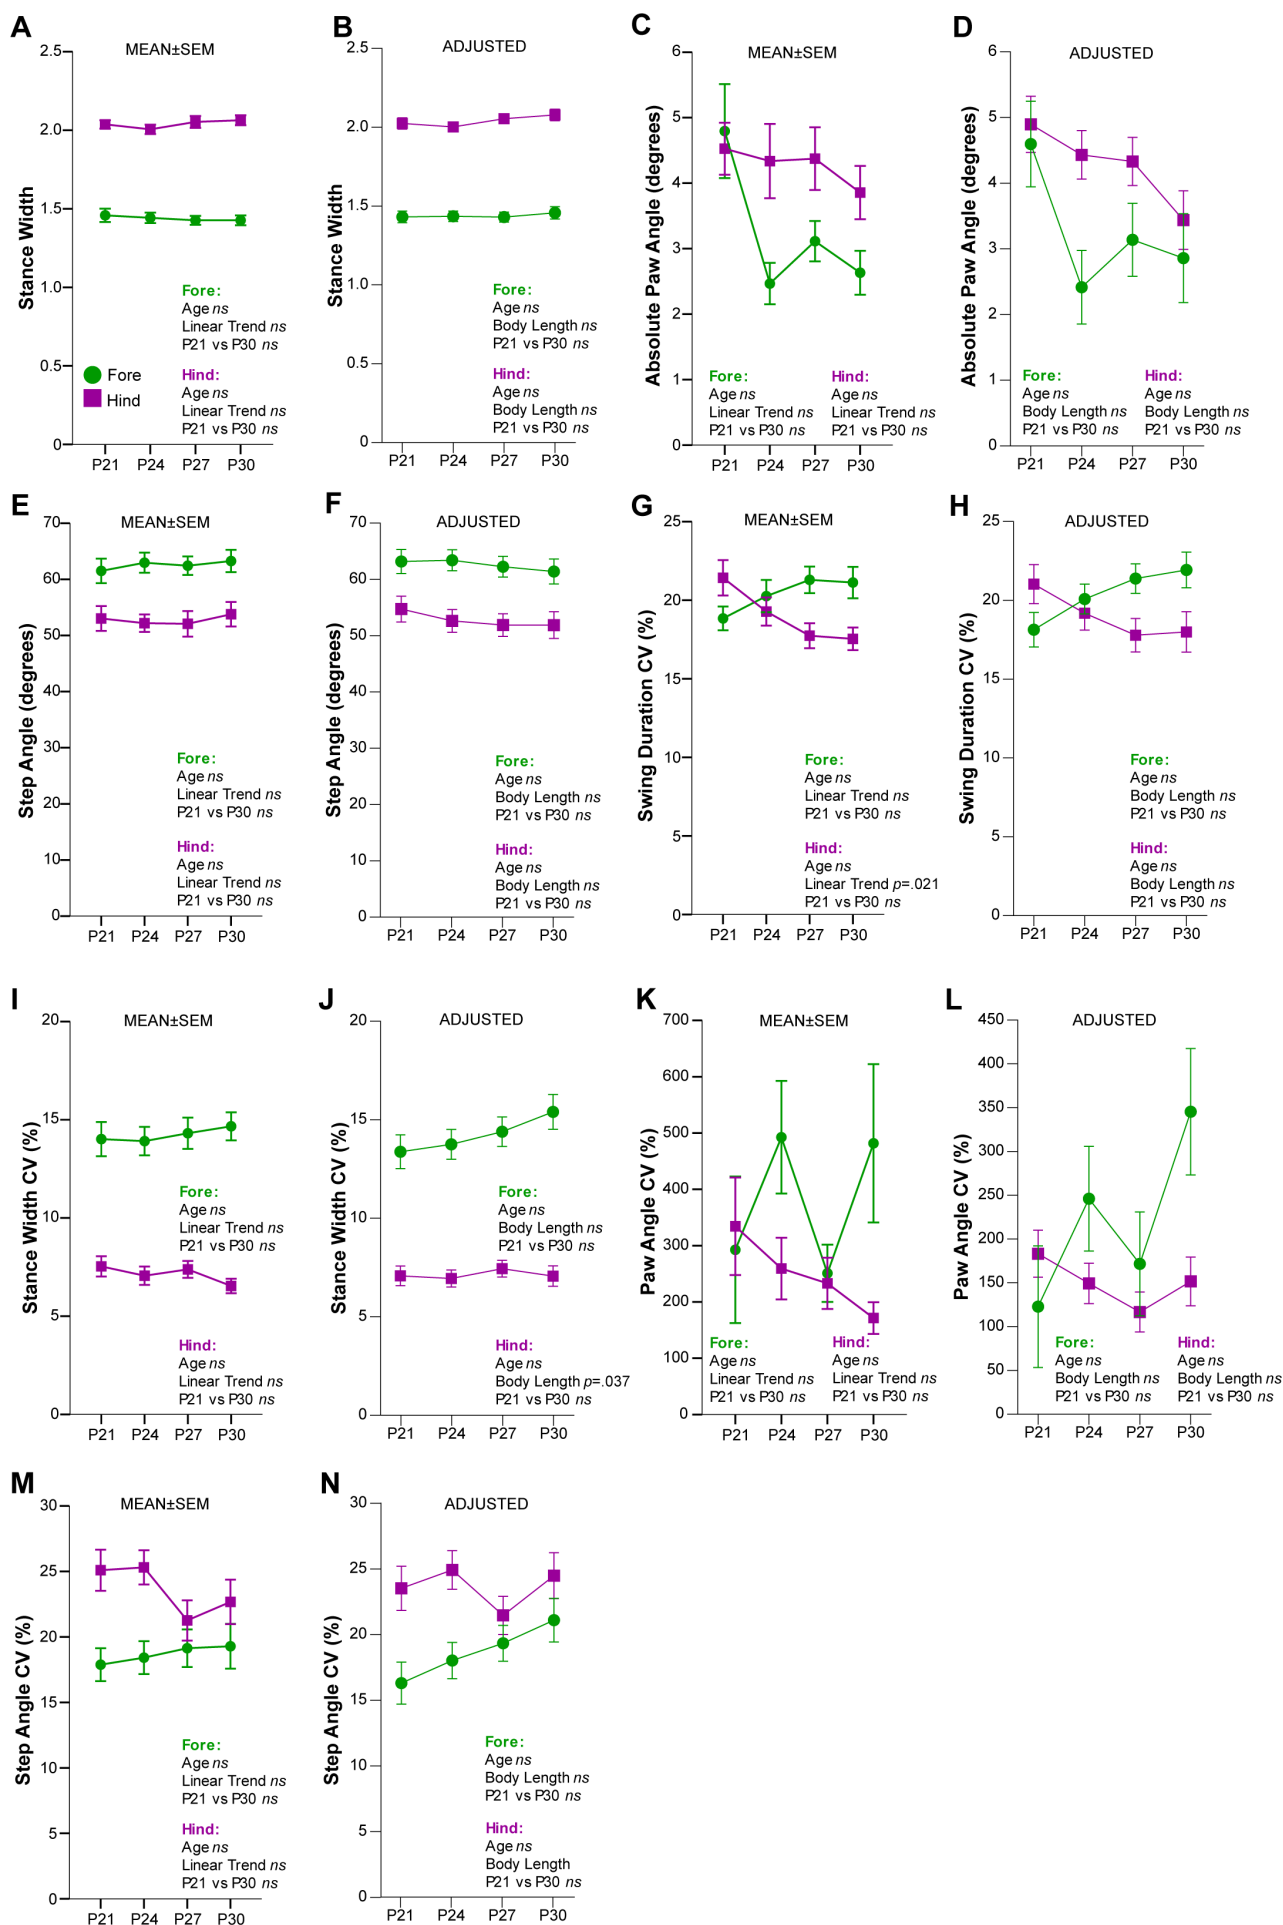 A
MEAN±SEM
Stance Width
2.5
2.0
1.5
1.0
0.5
0
Fore
Hind
Fore:
Age ns
Linear Trend ns
P21 vs P30 ns
Hind:
Age ns
Linear Trend ns
P21 vs P30 ns
P21 P24 P27 P30
B
ADJUSTED
Stance Width
2.5
2.0
1.5
1.0
0.5
0
Fore:
Age ns
Body Length ns
P21 vs P30 ns
Hind:
Age ns
Body Length ns
P21 vs P30 ns
P21 P24 P27 P30
C
MEAN±SEM
Absolute Paw Angle (degrees)
6
5
4
3
2
1
0
Fore:
Age ns
Linear Trend ns
P21 vs P30 ns
Hind:
Age ns
Linear Trend ns
P21 vs P30 ns
P21 P24 P27 P30
D
ADJUSTED
Absolute Paw Angle (degrees)
6
5
4
3
2
1
0
Fore:
Age ns
Body Length ns
P21 vs P30 ns
Hind:
Age ns
Body Length ns
P21 vs P30 ns
P21 P24 P27 P30
E
MEAN±SEM
Step Angle (degrees)
70
60
50
40
30
20
10
0
Fore:
Age ns
Linear Trend ns
P21 vs P30 ns
Hind:
Age ns
Linear Trend ns
P21 vs P30 ns
P21 P24 P27 P30
F
ADJUSTED
Step Angle (degrees)
70
60
50
40
30
20
10
0
Fore:
Age ns
Body Length ns
P21 vs P30 ns
Hind:
Age ns
Body Length ns
P21 vs P30 ns
P21 P24 P27 P30
G
MEAN±SEM
Swing Duration CV (%)
25
20
15
10
5
0
Fore:
Age ns
Linear Trend ns
P21 vs P30 ns
Hind:
Age ns
Linear Trend p=.021
P21 vs P30 ns
P21 P24 P27 P30
H
ADJUSTED
Swing Duration CV (%)
25
20
15
10
5
0
Fore:
Age ns
Body Length ns
P21 vs P30 ns
Hind:
Age ns
Body Length ns
P21 vs P30 ns
P21 P24 P27 P30
I
MEAN±SEM
Stance Width CV (%)
20
15
10
5
0
Fore:
Age ns
Linear Trend ns
P21 vs P30 ns
Hind:
Age ns
Linear Trend ns
P21 vs P30 ns
P21 P24 P27 P30
J
ADJUSTED
Stance Width CV (%)
20
15
10
5
0
Fore:
Age ns
Body Length ns
P21 vs P30 ns
Hind:
Age ns
Body Length p=.037
P21 vs P30 ns
P21 P24 P27 P30
K
MEAN±SEM
Paw Angle CV (%)
700
600
500
400
300
200
100
0
Fore:
Age ns
Linear Trend ns
P21 vs P30 ns
Hind:
Age ns
Linear Trend ns
P21 vs P30 ns
P21 P24 P27 P30
L
ADJUSTED
Paw Angle CV (%)
450
400
350
300
250
200
150
100
50
0
Fore:
Age ns
Body Length ns
P21 vs P30 ns
Hind:
Age ns
Body Length ns
P21 vs P30 ns
P21 P24 P27 P30
M
MEAN±SEM
Step Angle CV (%)
30
25
20
15
10
5
0
Fore:
Age ns
Linear Trend ns
P21 vs P30 ns
Hind:
Age ns
Linear Trend ns
P21 vs P30 ns
P21 P24 P27 P30
N
ADJUSTED
Step Angle CV (%)
30
25
20
15
10
5
0
Fore:
Age ns
Body Length ns
P21 vs P30 ns
Hind:
Age ns
Body Length
P21 vs P30 ns
P21 P24 P27 P30